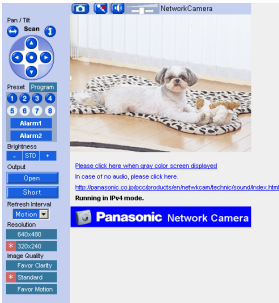 NetworkCamera
Pan / Tilt
Scan
Preset Program
1 2 3 4
5 6 7 8
Alarm1
Alarm2
Brightness
- STD +
Output
Open
Short
Refresh Interval
Motion
Resolution
640x480
* 320x240
Image Quality
Favor Clarity
* Standard
Favor Motion
Please click here when gray color screen displayed
In case of no audio, please click here.
http://panasonic.co.jp/pcc/products/en/netwkcam/technic/sound/index.html
Running in IPv4 mode.
Panasonic Network Camera